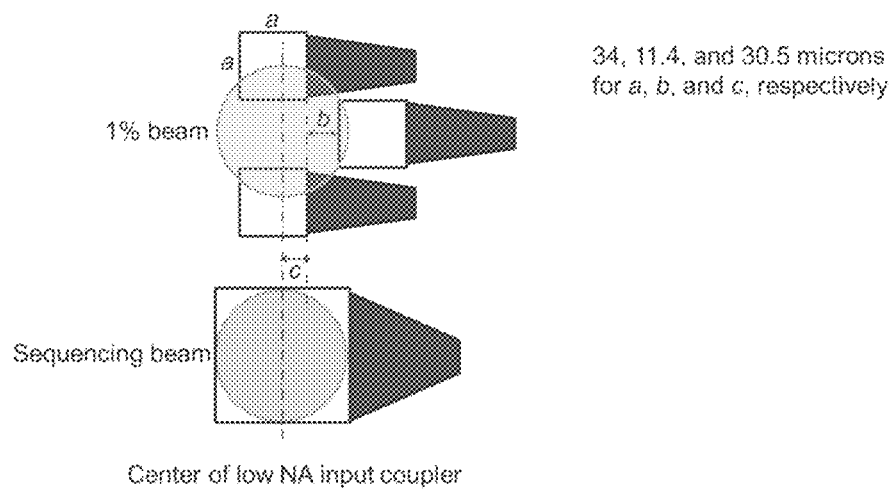 a
a
34, 11.4, and 30.5 microns
for a, b, and c, respectively
b
1% beam
c
Sequencing beam
Center of low NA input coupler